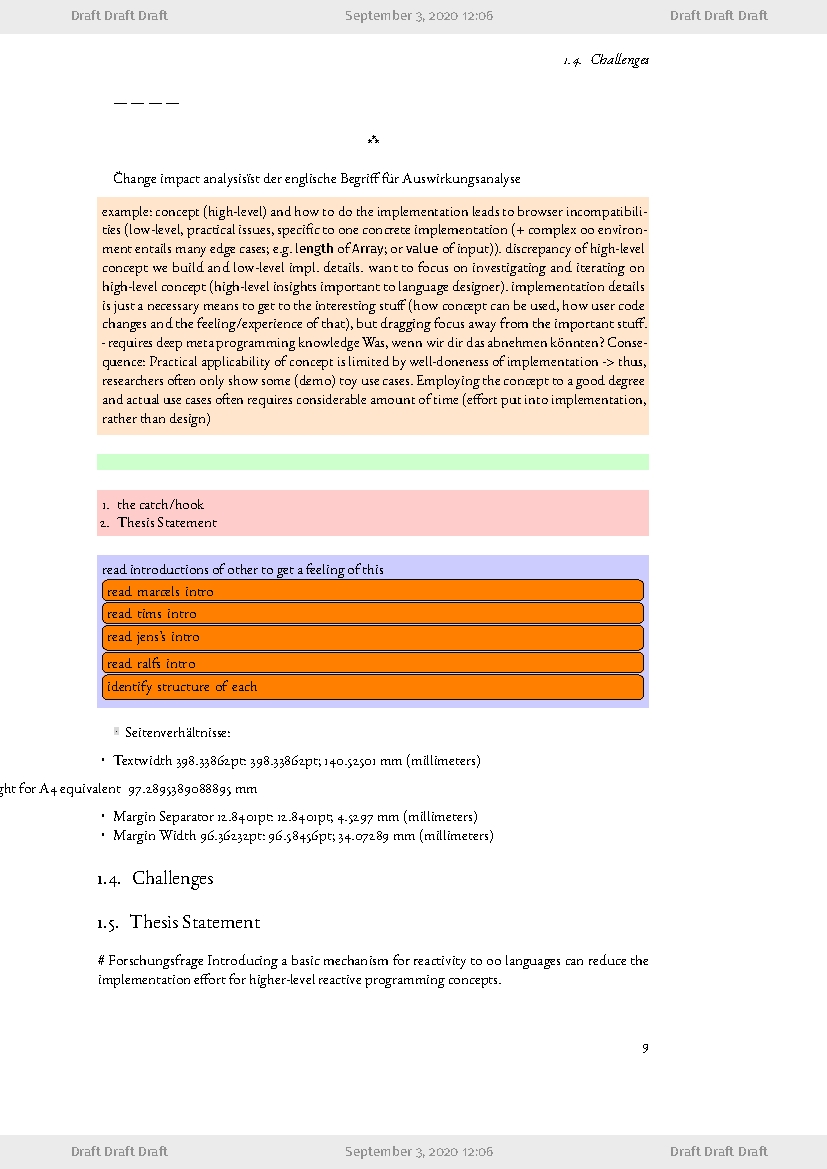 Draft Draft Draft September 3, 2020 12:06 Draft Draft Draft
1.4. Challenges
— — — —
⁂
C̈hange impact analysisïst der englische Begriff für Auswirkungsanalyse
example: concept (high-level) and how to do the implementation leads to browser incompatibili-
ties (low-level, practical issues, specific to one concrete implementation (+ complex oo environ-
ment entails many edge cases; e.g. length of Array; or value of input)). discrepancy of high-level
concept we build and low-level impl. details. want to focus on investigating and iterating on
high-level concept (high-level insights important to language designer). implementation details
is just a necessary means to get to the interesting stuff (how concept can be used, how user code
changes and the feeling/experience of that), but dragging focus away from the important stuff.
- requires deep meta programming knowledge Was, wenn wir dir das abnehmen könnten? Conse-
quence: Practical applicability of concept is limited by well-doneness of implementation -> thus,
researchers often only show some (demo) toy use cases. Employing the concept to a good degree
and actual use cases often requires considerable amount of time (effort put into implementation,
rather than design)
1. the catch/hook
2. Thesis Statement
read introductions of other to get a feeling of this
read marcels intro
read tims intro
read jens's intro
read ralfs intro
identify structure of each
Seitenverhältnisse:
• Textwidth 398.33862pt: 398.33862pt; 140.52501 mm (millimeters)
ght for A4 equivalent 97.2895389088895 mm
• Margin Separator 12.8401pt: 12.8401pt; 4.5297 mm (millimeters)
• Margin Width 96.36232pt: 96.58456pt; 34.07289 mm (millimeters)
1.4. Challenges
1.5. Thesis Statement
# Forschungsfrage Introducing a basic mechanism for reactivity to oo languages can reduce the
implementation effort for higher-level reactive programming concepts.
9
Draft Draft Draft September 3, 2020 12:06 Draft Draft Draft